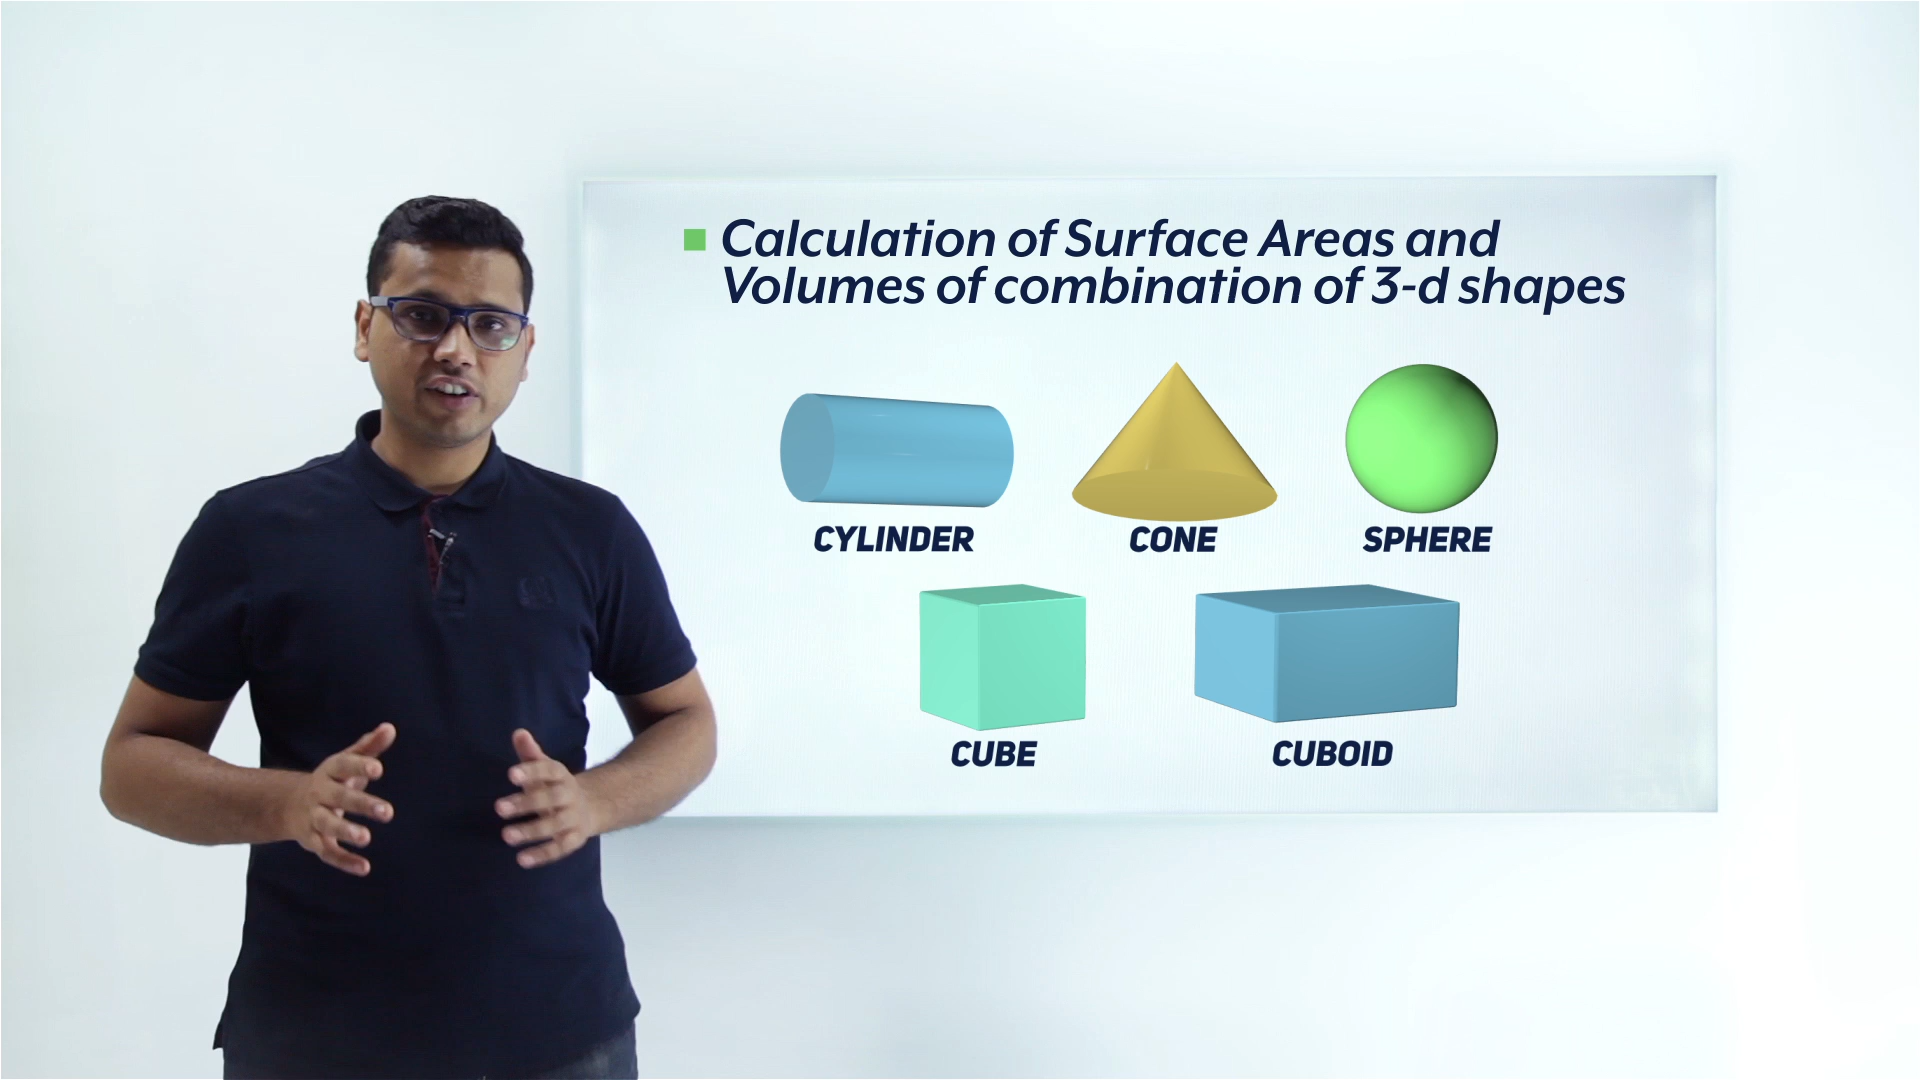 Calculation of Surface Areas and
Volumes of combination of 3-d shapes
CYLINDER CONE SPHERE
CUBE CUBOID